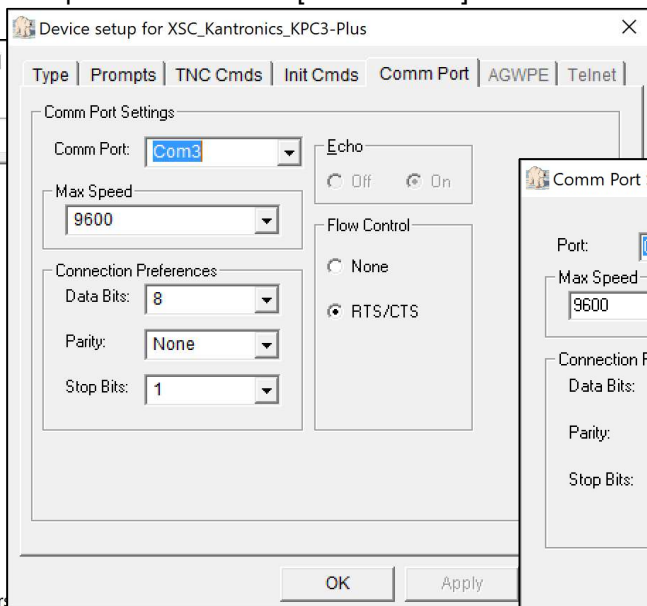 Device setup for XSC_Kantronics_KPC3-Plus
Type Prompts TNC Cmds Init Cmds Comm Port AGWPE Telnet
Comm Port Settings
Comm Port: Com3
Max Speed
9600
Connection Preferences
Data Bits: 8
Parity: None
Stop Bits: 1
Echo
Off On
Flow Control
None
RTS/CTS
OK Apply
Comm Port
Port:
Max Speed
9600
Connection
Data Bits:
Parity:
Stop Bits: